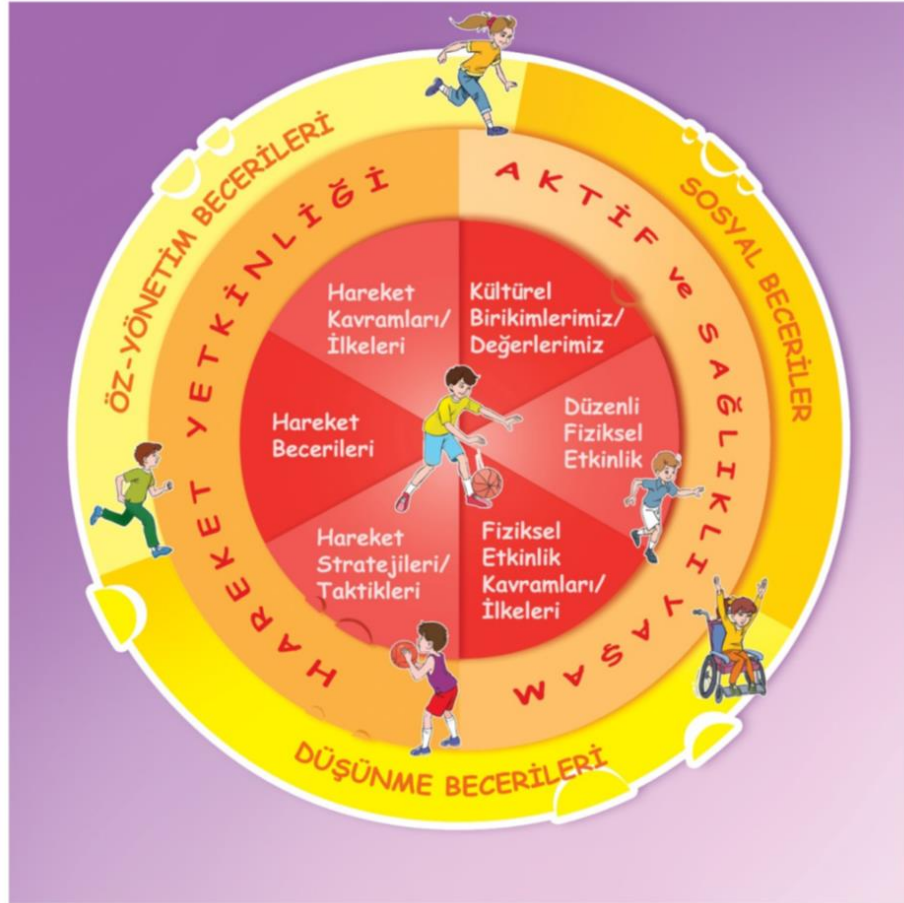 ÖZ-YÖNETİM BECERİLERİ
SOSYAL BECERİLER
DÜŞÜNME BECERİLERİ
HAREKET YETKİNLİĞİ
AKTİF ve SAĞLIKLI YAŞAM
Hareket
Kavramları/
İlkeleri
Kültürel
Birikimlerimiz/
Değerlerimiz
Hareket
Becerileri
Düzenli
Fiziksel
Etkinlik
Hareket
Stratejileri/
Taktikleri
Fiziksel
Etkinlik
Kavramları/
İlkeleri